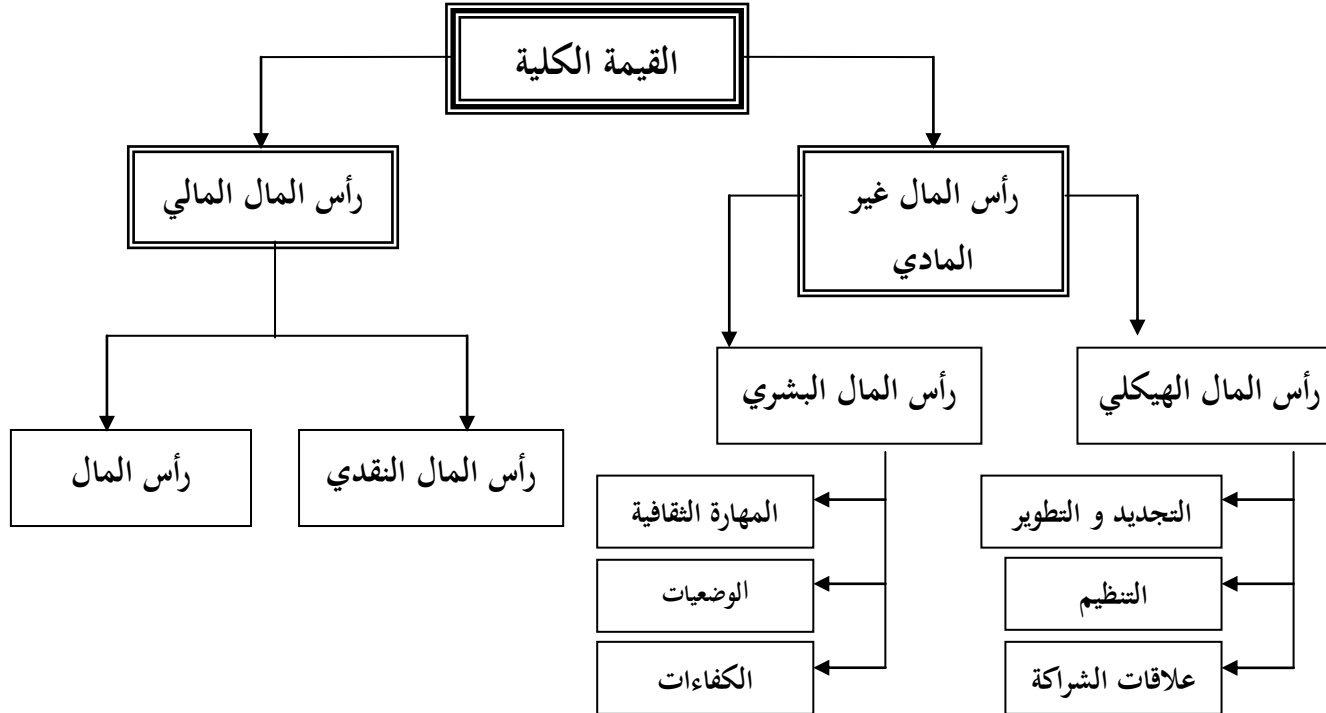 القيمة الكلية
رأس المال غير
المادي
رأس المال المالي
رأس المال الهيكلي
رأس المال البشري
رأس المال النقدي
رأس المال
التجديد و التطوير
التنظيم
علاقات الشراكة
المهارة الثقافية
الوضعيات
الكفاءات